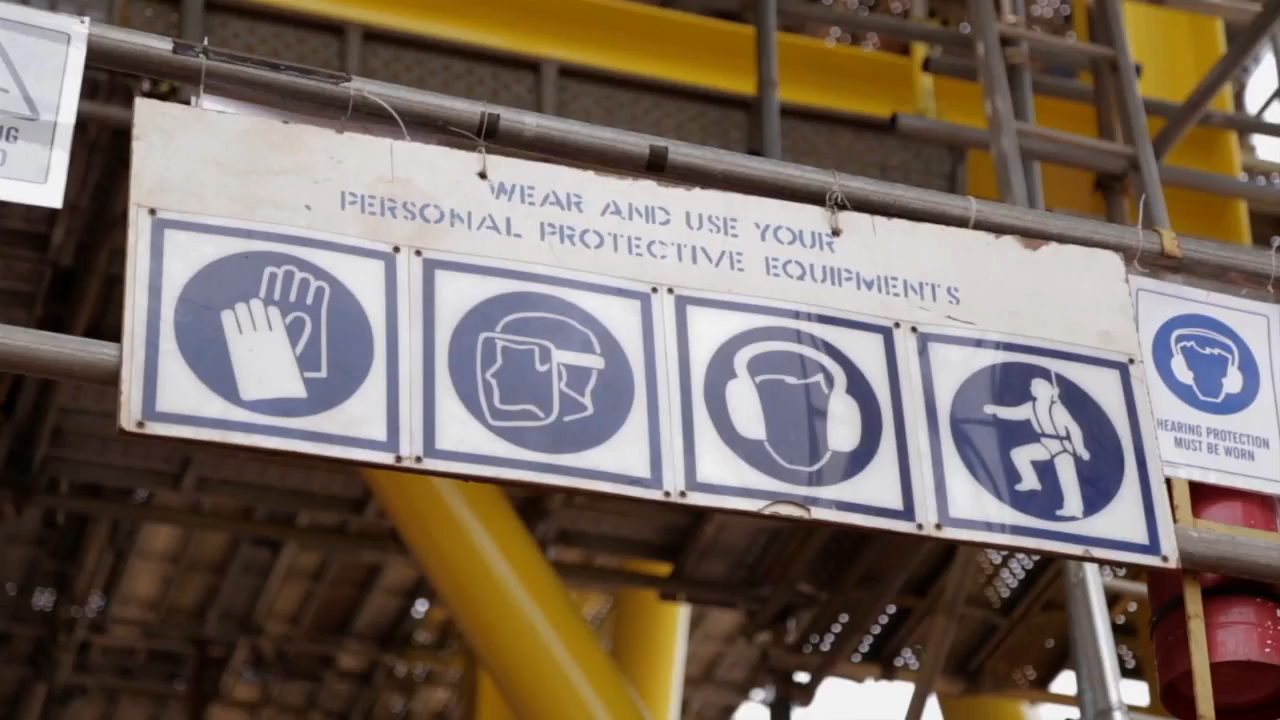 WEAR AND USE YOUR
PERSONAL PROTECTIVE EQUIPMENTS
HEARING PROTECTION
MUST BE WORN